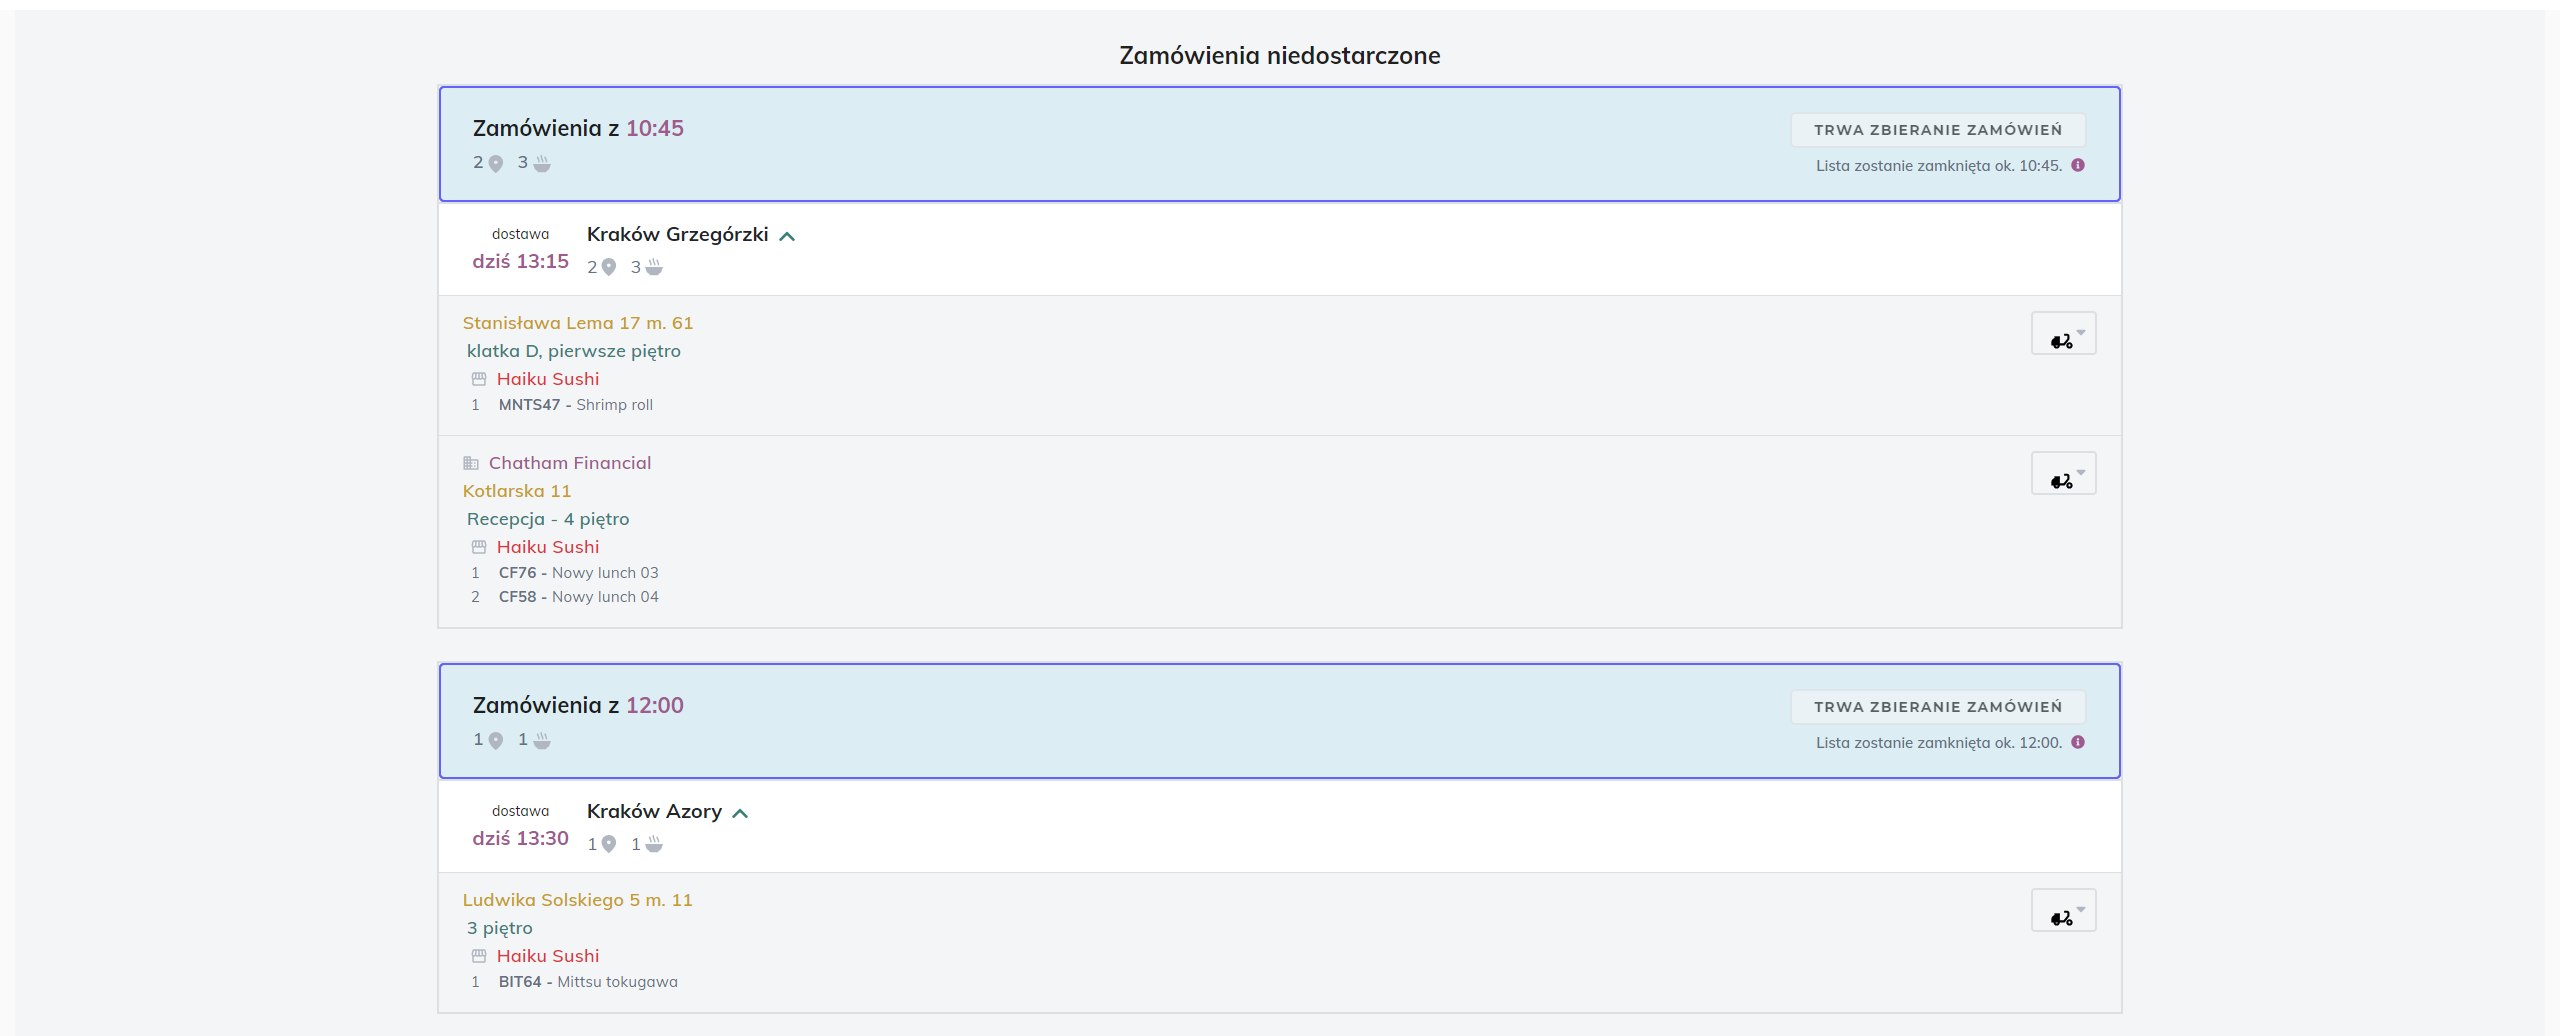 Zamówienia niedostarczone
Zamówienia z 10:45
TRWA ZBIERANIE ZAMÓWIEŃ
2 3
Lista zostanie zamknięta ok. 10:45.
dostawa
Kraków Grzegórzki
dziś 13:15
2 3
Stanisława Lema 17 m. 61
klatka D, pierwsze piętro
Haiku Sushi
1 MNTS47 - Shrimp roll
Chatham Financial
Kotlarska 11
Recepcja - 4 piętro
Haiku Sushi
1 CF76 - Nowy lunch 03
2 CF58 - Nowy lunch 04
Zamówienia z 12:00
TRWA ZBIERANIE ZAMÓWIEŃ
1 1
Lista zostanie zamknięta ok. 12:00.
dostawa
Kraków Azory
dziś 13:30
1 1
Ludwika Solskiego 5 m. 11
3 piętro
Haiku Sushi
1 BIT64 - Mittsu tokugawa